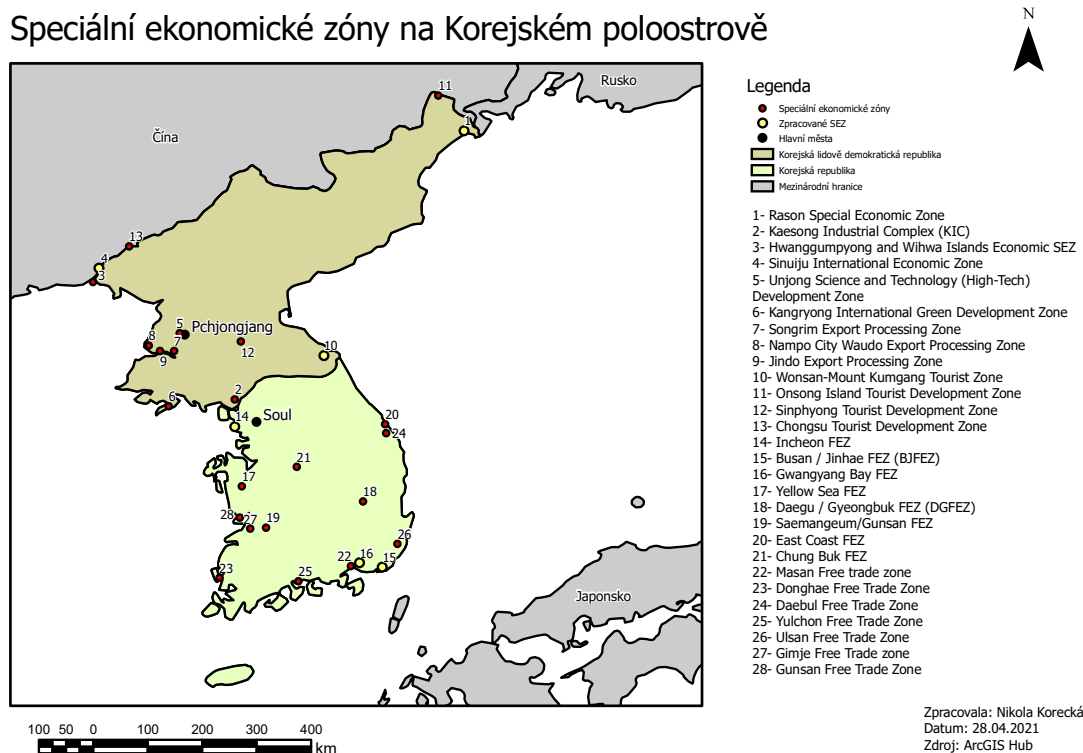 Speciální ekonomické zóny na Korejském poloostrově
N
Rusko
11
1
Čína
13
4
3
5
Pchjongjang
8
7
12
9
10
6
2
14
Soul
20
24
21
17
18
28
27
19
26
22
16
15
23
25
Japonsko
Legenda
Speciální ekonomické zóny
Zpracované SEZ
Hlavní města
Korejská lidově demokratická republika
Korejská republika
Mezinárodní hranice
1- Rason Special Economic Zone
2- Kaesong Industrial Complex (KIC)
3- Hwanggumpyong and Wihwa Islands Economic SEZ
4- Sinuiju International Economic Zone
5- Unjong Science and Technology (High-Tech)
Development Zone
6- Kangryong International Green Development Zone
7- Songrim Export Processing Zone
8- Nampo City Waudo Export Processing Zone
9- Jindo Export Processing Zone
10- Wonsan-Mount Kumgang Tourist Zone
11- Onsong Island Tourist Development Zone
12- Sinphyong Tourist Development Zone
13- Chongsu Tourist Development Zone
14- Incheon FEZ
15- Busan / Jinhae FEZ (BJFEZ)
16- Gwangyang Bay FEZ
17- Yellow Sea FEZ
18- Daegu / Gyeongbuk FEZ (DGFEZ)
19- Saemangeum/Gunsan FEZ
20- East Coast FEZ
21- Chung Buk FEZ
22- Masan Free trade zone
23- Donghae Free Trade Zone
24- Daebul Free Trade Zone
25- Yulchon Free Trade Zone
26- Ulsan Free Trade Zone
27- Gimje Free Trade zone
28- Gunsan Free Trade Zone
100 50 0 100 200 300 400
km
Zpracovala: Nikola Korecká
Datum: 28.04.2021
Zdroj: ArcGIS Hub